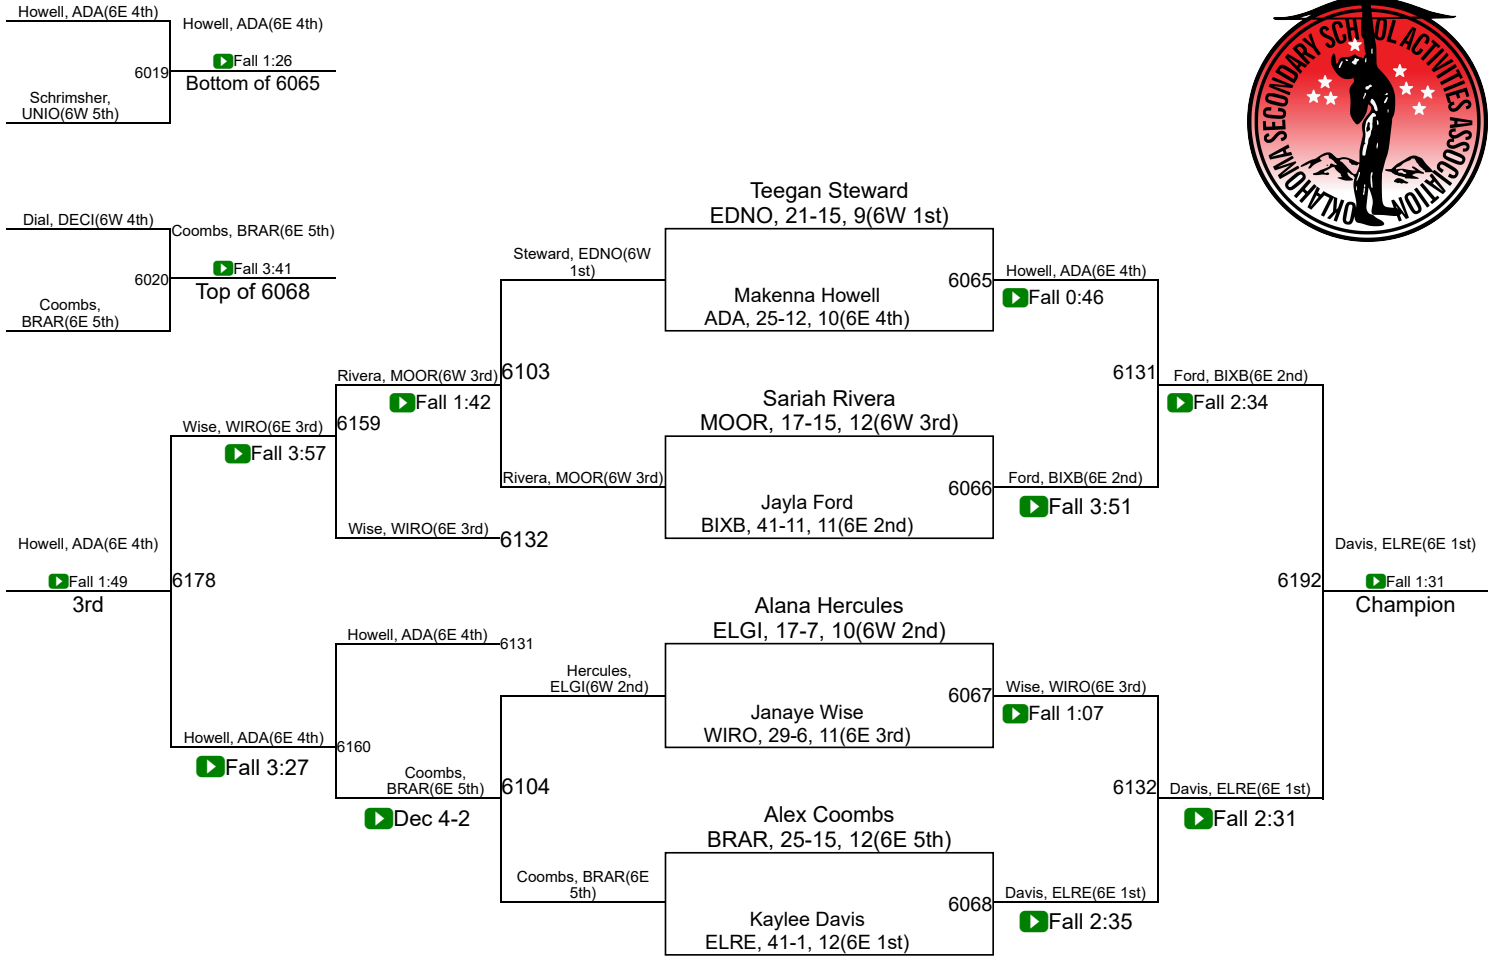 Howell, ADA(6E 4th)
Howell, ADA(6E 4th)
Fall 1:26
6019
Bottom of 6065
Schrimsher,
UNIO(6W 5th)
OKLAHOMA SECONDARY SCHOOL ACTIVITIES ASSOCIATION
Dial, DECI(6W 4th)
Coombs, BRAR(6E 5th)
Fall 3:41
6020
Top of 6068
Coombs,
BRAR(6E 5th)
Teegan Steward
EDNO, 21-15, 9(6W 1st)
Steward, EDNO(6W
1st)
6065
Howell, ADA(6E 4th)
Fall 0:46
Makenna Howell
ADA, 25-12, 10(6E 4th)
Rivera, MOOR(6W 3rd)
6103
Fall 1:42
6131
Ford, BIXB(6E 2nd)
Fall 2:34
Sariah Rivera
MOOR, 17-15, 12(6W 3rd)
Wise, WIRO(6E 3rd)
6159
Fall 3:57
Rivera, MOOR(6W 3rd)
6066
Ford, BIXB(6E 2nd)
Fall 3:51
Jayla Ford
BIXB, 41-11, 11(6E 2nd)
Wise, WIRO(6E 3rd)
6132
Howell, ADA(6E 4th)
Fall 1:49
3rd
6178
Davis, ELRE(6E 1st)
6192
Fall 1:31
Champion
Alana Hercules
ELGI, 17-7, 10(6W 2nd)
Howell, ADA(6E 4th)
6131
Hercules,
ELGI(6W 2nd)
6067
Wise, WIRO(6E 3rd)
Fall 1:07
Janaye Wise
WIRO, 29-6, 11(6E 3rd)
Howell, ADA(6E 4th)
6160
Fall 3:27
Coombs,
BRAR(6E 5th)
6104
Dec 4-2
6132
Davis, ELRE(6E 1st)
Fall 2:31
Alex Coombs
BRAR, 25-15, 12(6E 5th)
Coombs, BRAR(6E
5th)
6068
Davis, ELRE(6E 1st)
Fall 2:35
Kaylee Davis
ELRE, 41-1, 12(6E 1st)